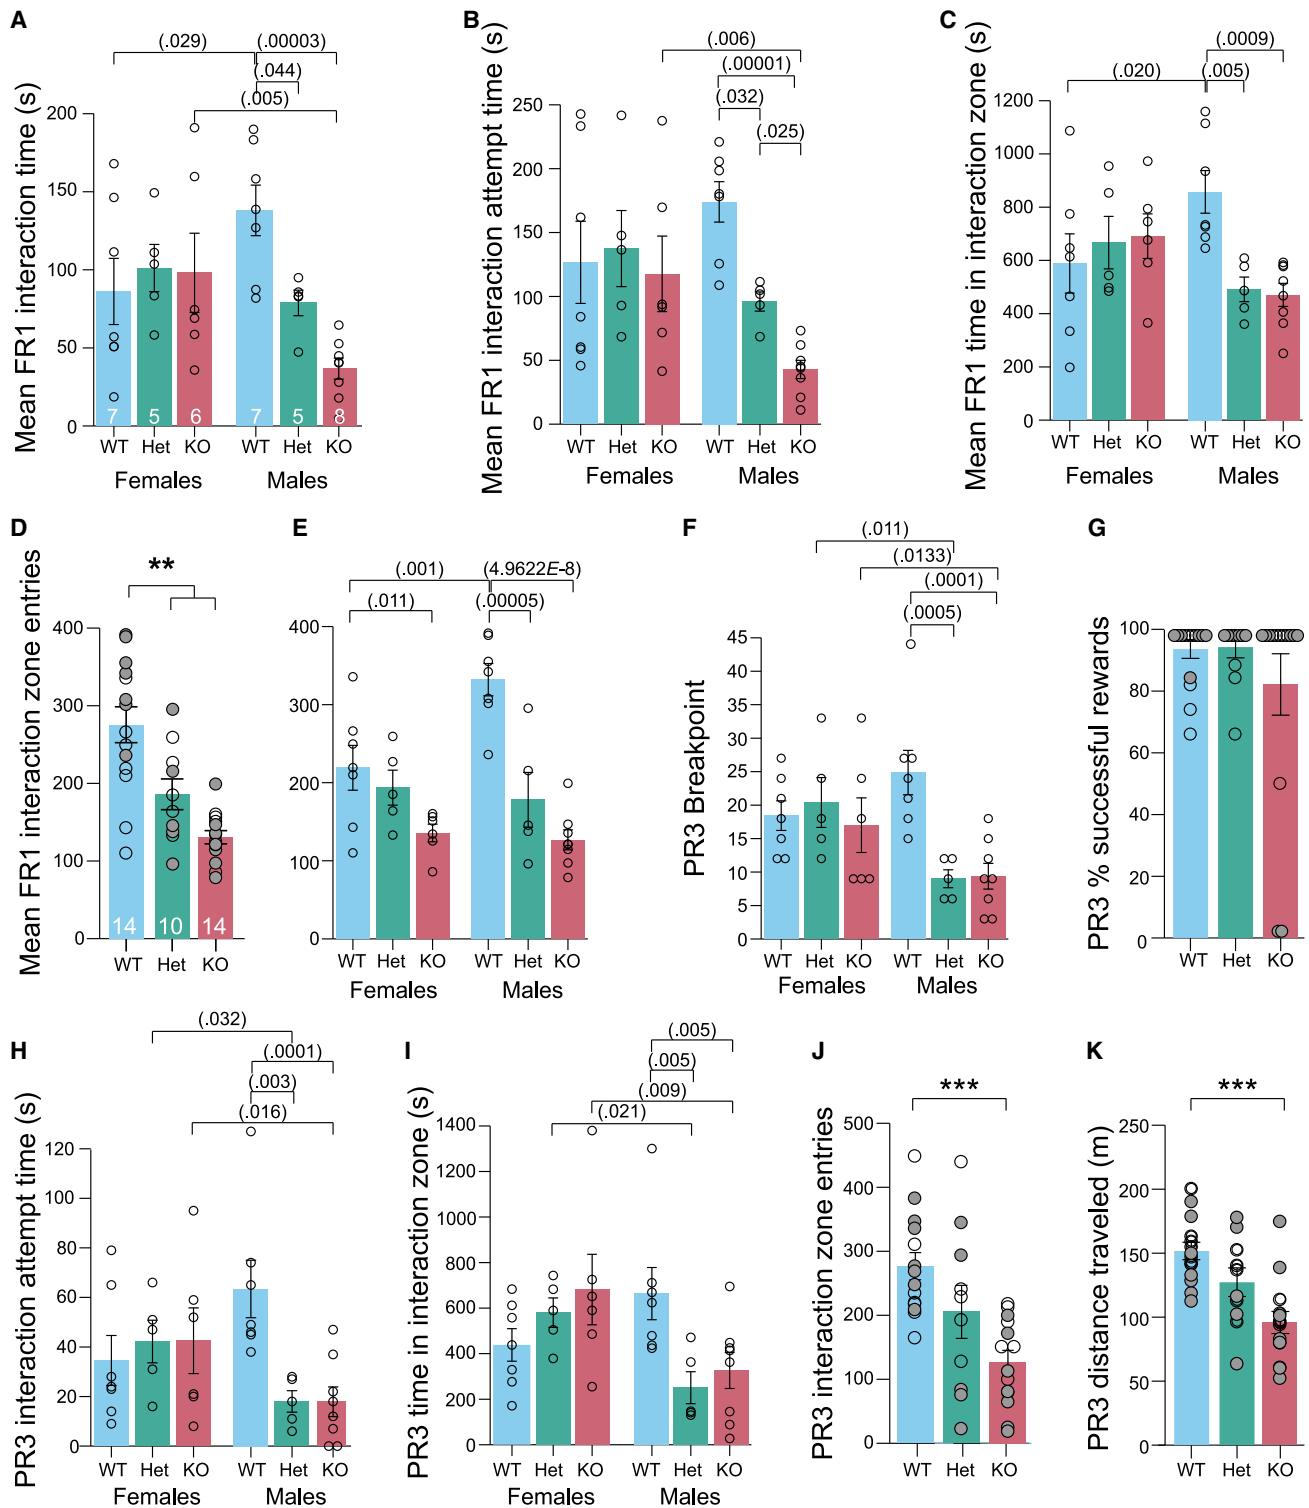 A
Mean FR1 interaction time (s)
(.029)
(.00003)
(.044)
(.005)
200
150
100
50
0
7
5
6
7
5
8
WT
Het
KO
WT
Het
KO
Females
Males
B
Mean FR1 interaction attempt time (s)
(.006)
(.00001)
(.032)
(.025)
250
200
150
100
50
0
WT
Het
KO
WT
Het
KO
Females
Males
C
Mean FR1 time in interaction zone (s)
(.0009)
(.020)
(.005)
1200
1000
800
600
400
200
0
WT
Het
KO
WT
Het
KO
Females
Males
D
Mean FR1 interaction zone entries
**
400
300
200
100
0
14
10
14
WT
Het
KO
E
(.001)
(4.9622E-8)
(.011)
(.00005)
400
300
200
100
0
WT
Het
KO
WT
Het
KO
Females
Males
F
PR3 Breakpoint
(.011)
(.0133)
(.0001)
(.0005)
45
40
35
30
25
20
15
10
5
0
WT
Het
KO
WT
Het
KO
Females
Males
G
PR3 % successful rewards
100
80
60
40
20
0
WT
Het
KO
H
PR3 interaction attempt time (s)
(.032)
(.0001)
(.003)
(.016)
120
100
80
60
40
20
0
WT
Het
KO
WT
Het
KO
Females
Males
I
PR3 time in interaction zone (s)
(.005)
(.005)
(.009)
(.021)
1400
1200
1000
800
600
400
200
0
WT
Het
KO
WT
Het
KO
Females
Males
J
PR3 interaction zone entries
***
500
400
300
200
100
0
WT
Het
KO
K
PR3 distance traveled (m)
***
250
200
150
100
50
0
WT
Het
KO